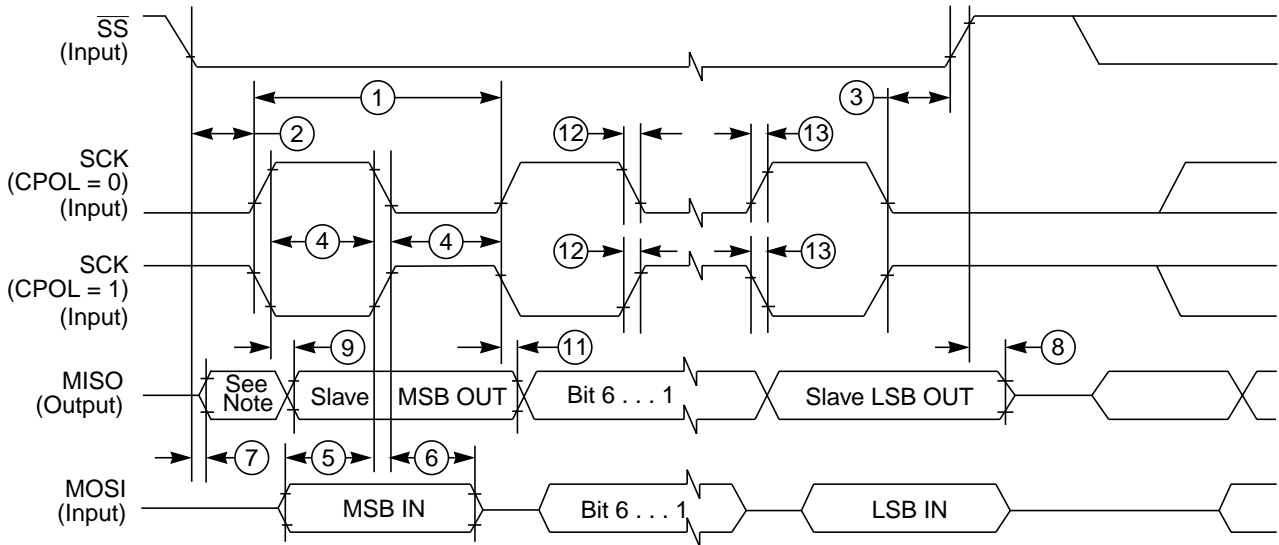 SS
(Input)
1
3
2
12
13
SCK
(CPOL = 0)
(Input)
4
4
12
13
SCK
(CPOL = 1)
(Input)
9
11
8
MISO
(Output)
See
Note
Slave
MSB OUT
Bit 6 . . . 1
Slave LSB OUT
7
5
6
MOSI
(Input)
MSB IN
Bit 6 . . . 1
LSB IN